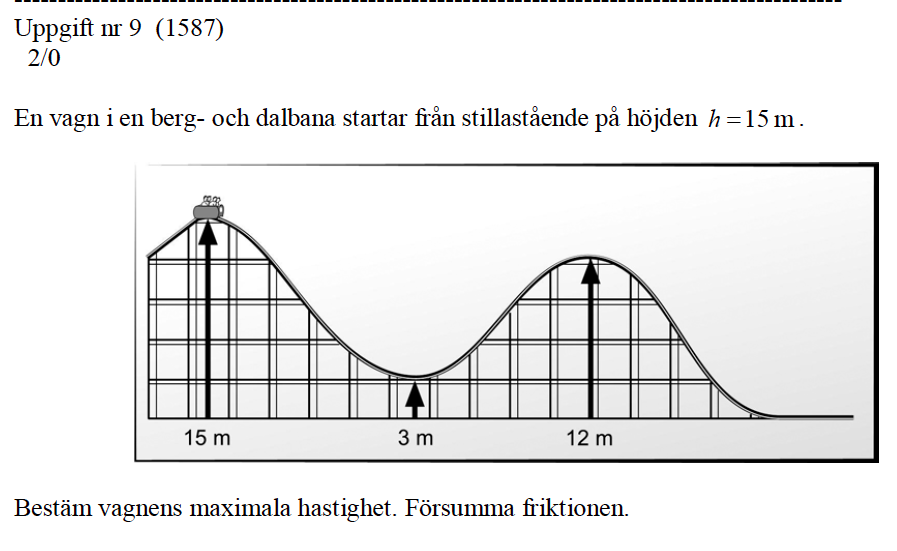 Uppgift nr 9 (1587)
2/0
En vagn i en berg- och dalbana startar från stillastående på höjden h = 15 m.
15 m 3 m 12 m
Bestäm vagnens maximala hastighet. Försumma friktionen.